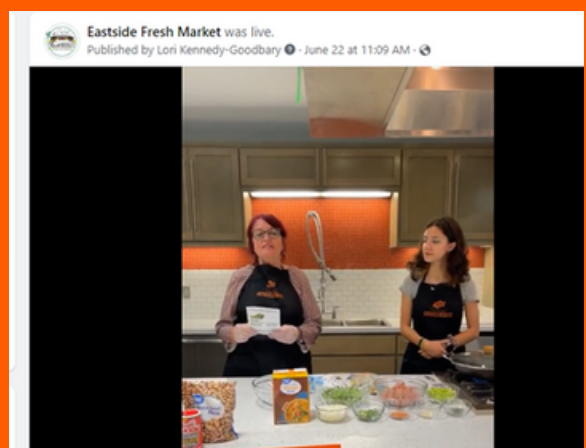 Eastside Fresh Market was live.
Published by Lori Kennedy-Goodbary · June 22 at 11:09 AM ·